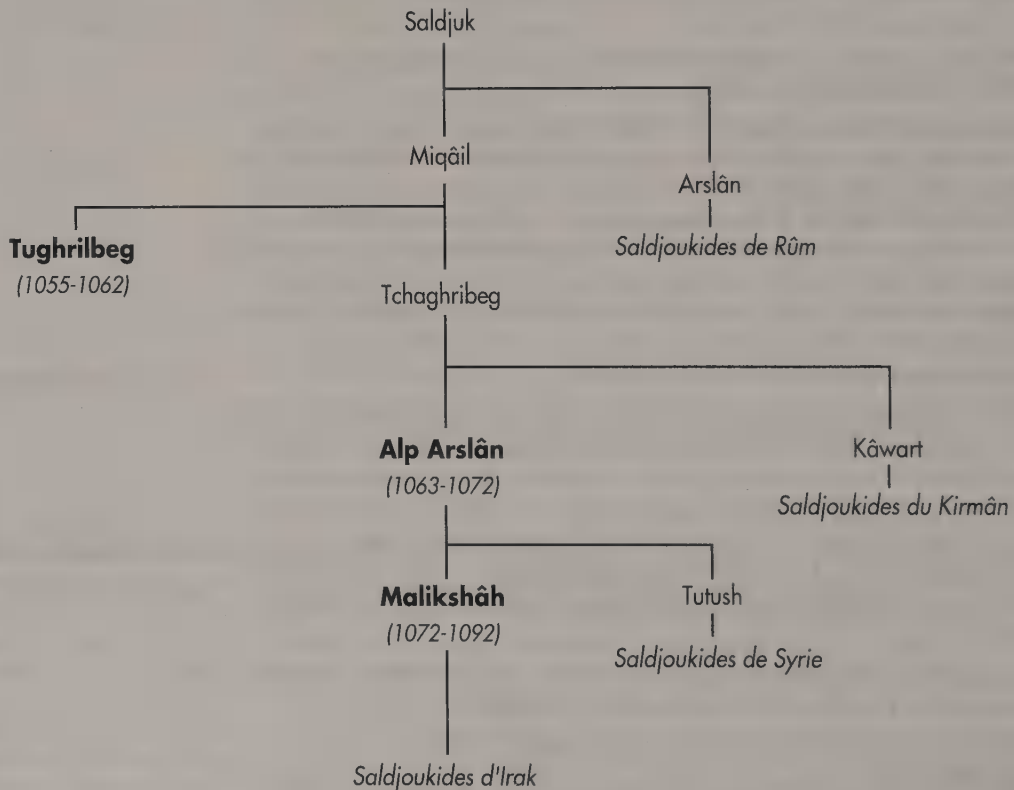 Saldjuk
Miqâil
Arslân
Saldjoukides de Rûm
Tughrilbeg
(1055-1062)
Tchaghribeg
Alp Arslân
(1063-1072)
Kâwart
Saldjoukides du Kirmân
Malikshâh
(1072-1092)
Tutush
Saldjoukides de Syrie
Saldjoukides d'Irak